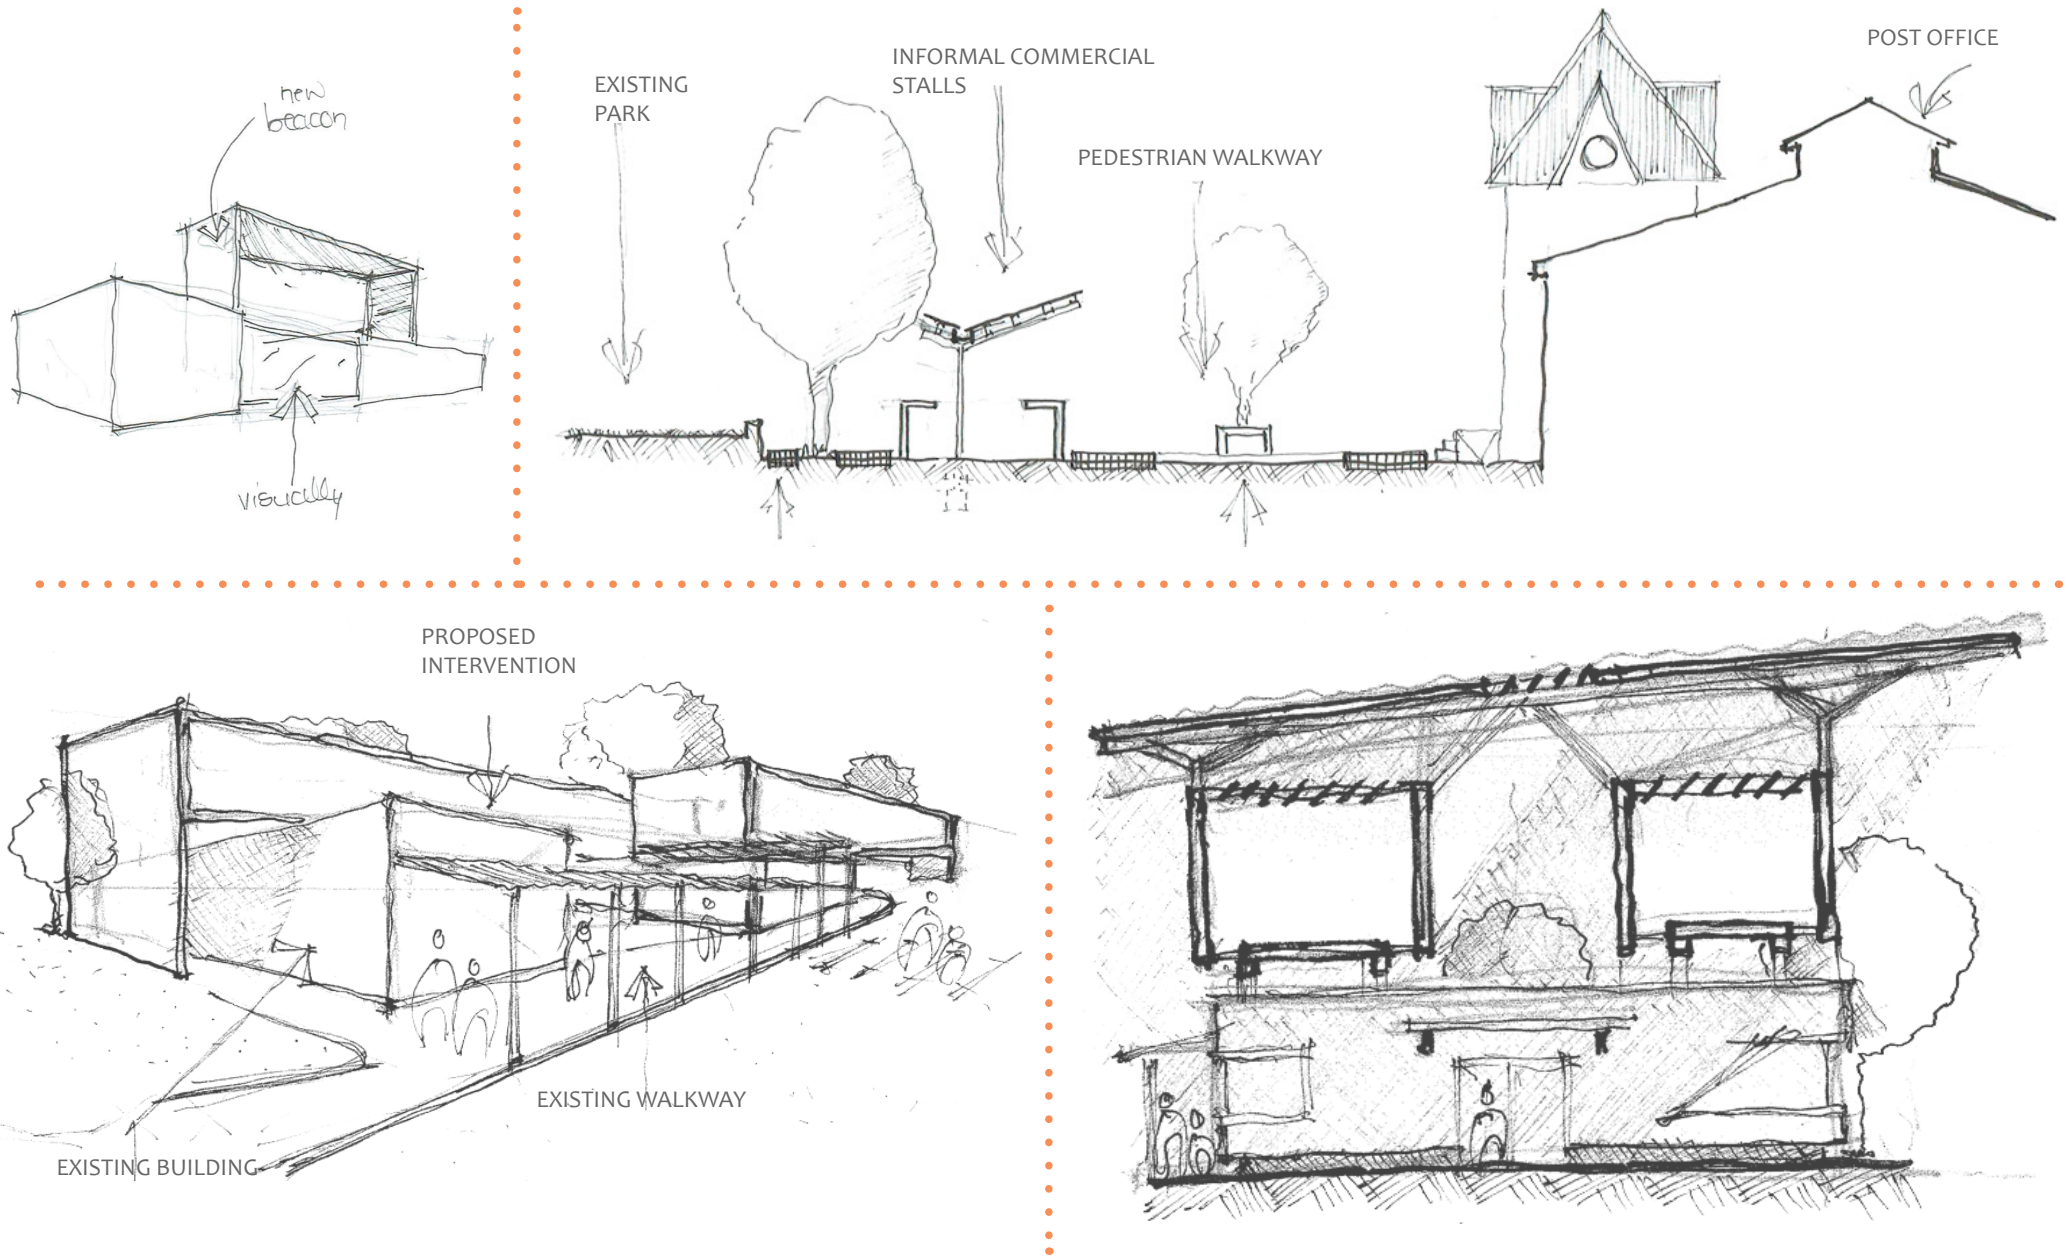 new
beacon
visually
EXISTING
PARK
INFORMAL COMMERCIAL
STALLS
PEDESTRIAN WALKWAY
POST OFFICE
PROPOSED
INTERVENTION
EXISTING WALKWAY
EXISTING BUILDING